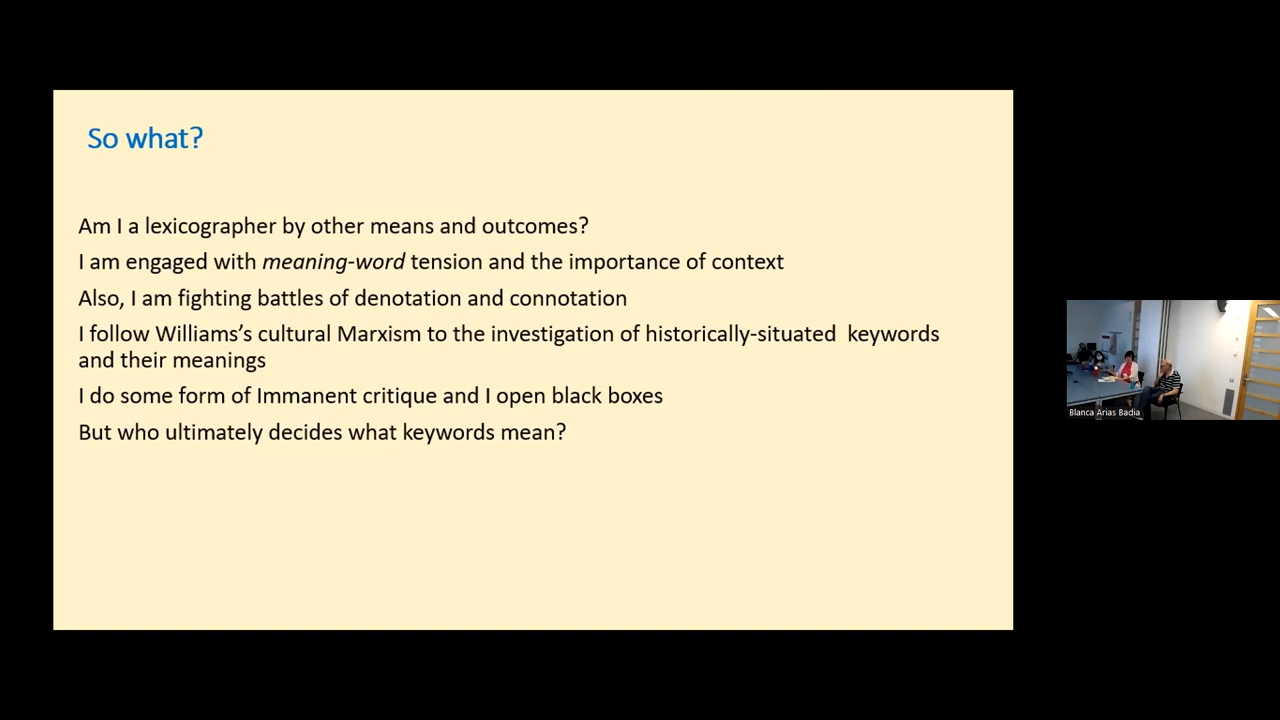 So what?
Am I a lexicographer by other means and outcomes?
I am engaged with meaning-word tension and the importance of context
Also, I am fighting battles of denotation and connotation
I follow Williams’s cultural Marxism to the investigation of historically-situated  keywords
and their meanings
I do some form of Immanent critique and I open black boxes
But who ultimately decides what keywords mean?
Blanca Arias Badia